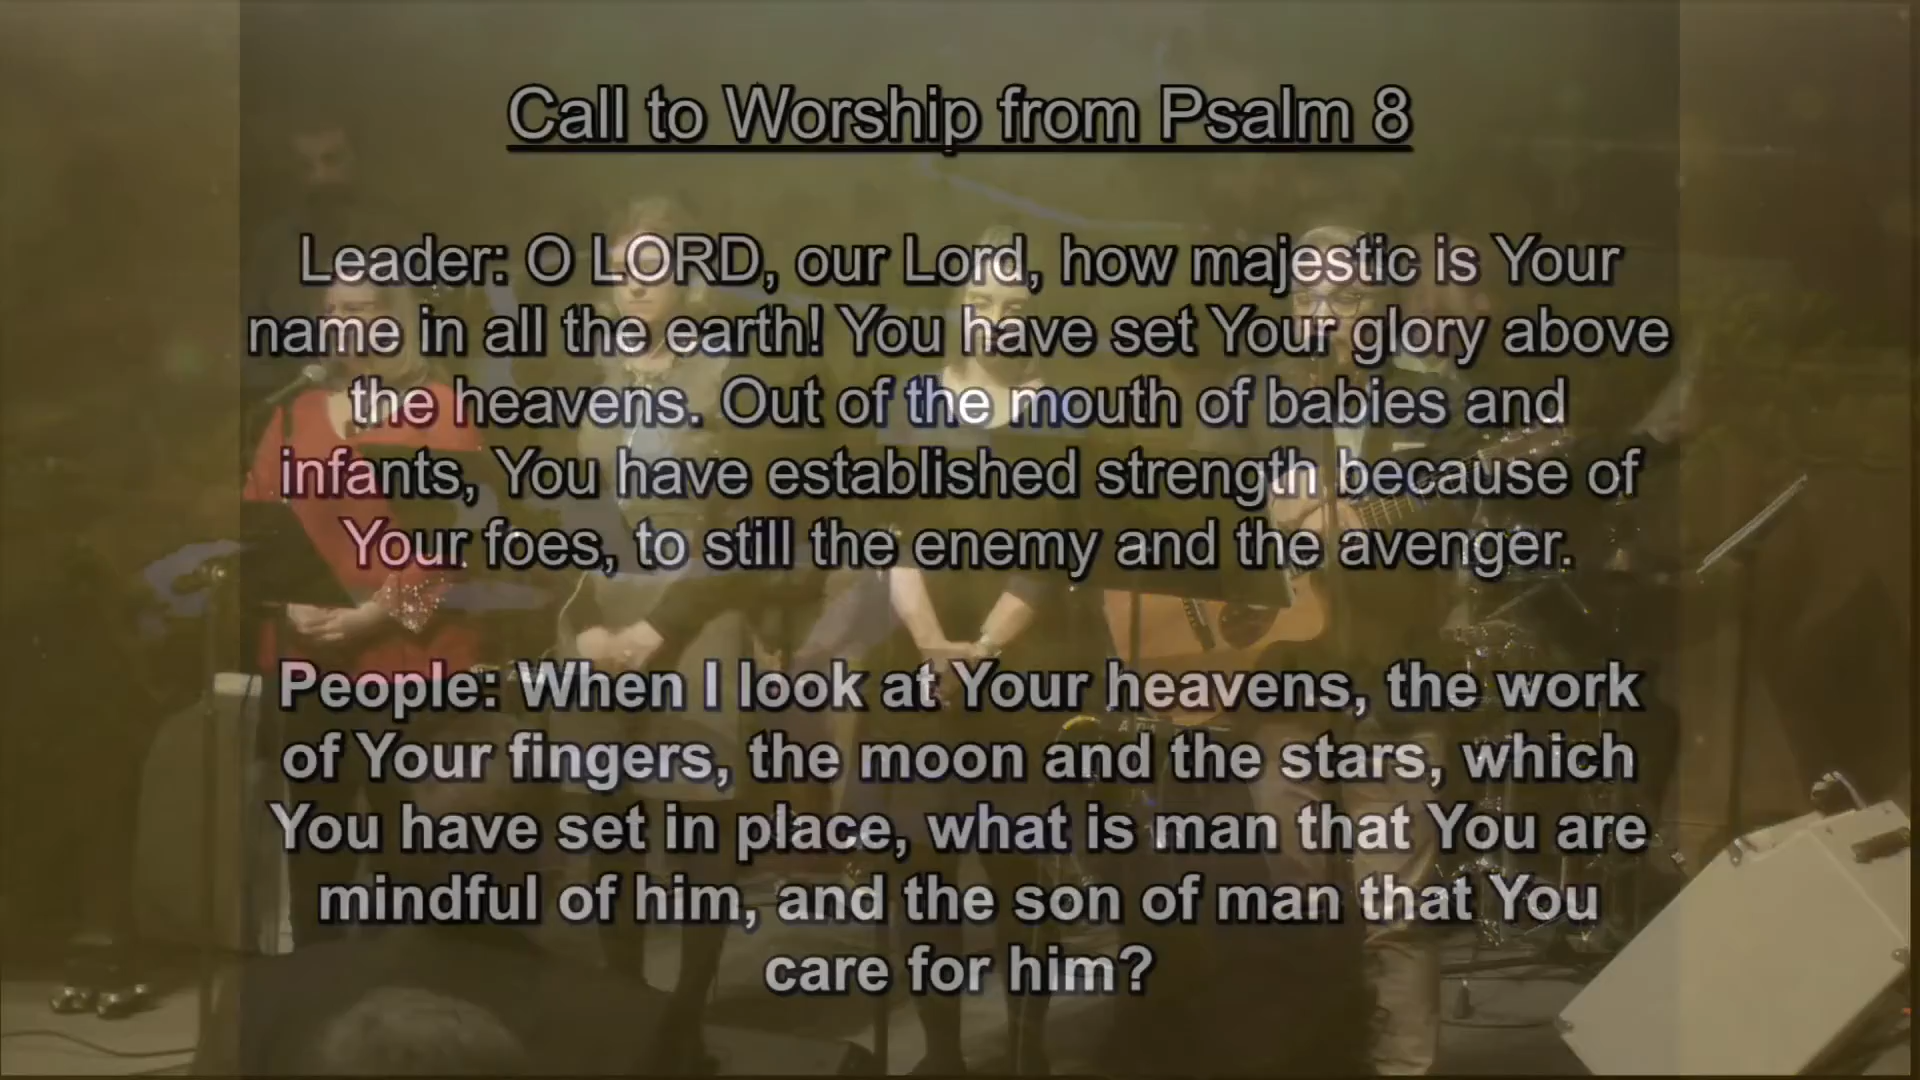 Call to Worship from Psalm 8
Leader: O LORD, our Lord, how majestic is Your
name in all the earth! You have set Your glory above
the heavens. Out of the mouth of babies and
infants, You have established strength because of
Your foes, to still the enemy and the avenger.
People: When I look at Your heavens, the work
of Your fingers, the moon and the stars, which
You have set in place, what is man that You are
mindful of him, and the son of man that You
care for him?